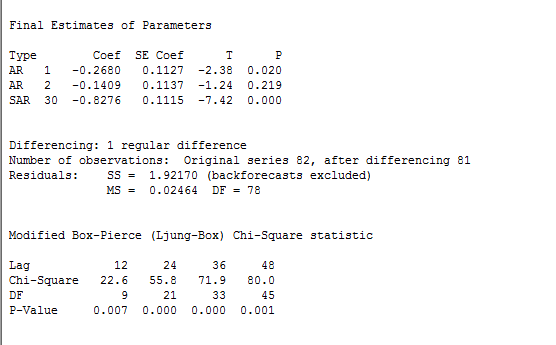 Final Estimates of Parameters
Type Coef SE Coef T P
AR 1 -0.2680 0.1127 -2.38 0.020
AR 2 -0.1409 0.1137 -1.24 0.219
SAR 30 -0.8276 0.1115 -7.42 0.000
Differencing: 1 regular difference
Number of observations: Original series 82, after differencing 81
Residuals: SS = 1.92170 (backforecasts excluded)
MS = 0.02464 DF = 78
Modified Box-Pierce (Ljung-Box) Chi-Square statistic
Lag 12 24 36 48
Chi-Square 22.6 55.8 71.9 80.0
DF 9 21 33 45
P-Value 0.007 0.000 0.000 0.001